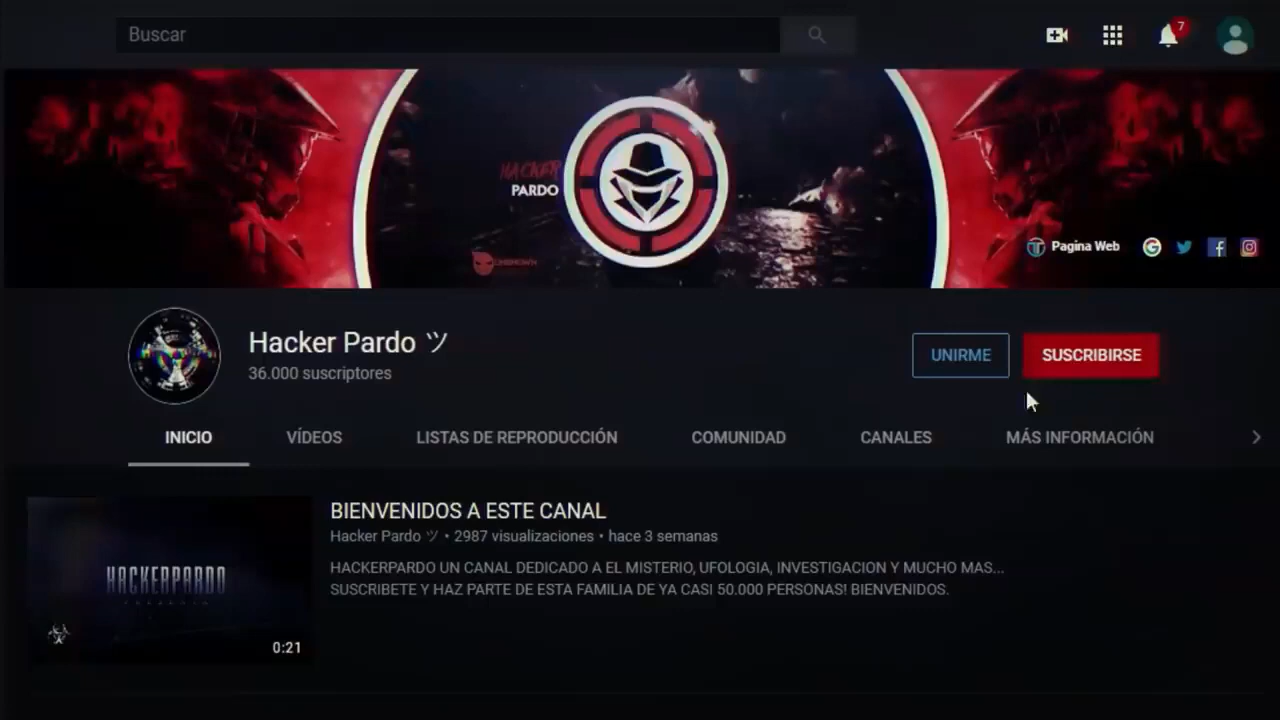 Buscar
7
HACKER
PARDO
UNKNOWN
Pagina Web
Hacker Pardo ツ
36.000 suscriptores
UNIRME
SUSCRIBIRSE
INICIO
VÍDEOS
LISTAS DE REPRODUCCIÓN
COMUNIDAD
CANALES
MÁS INFORMACIÓN
BIENVENIDOS A ESTE CANAL
Hacker Pardo ツ • 2987 visualizaciones • hace 3 semanas
HACKERPARDO UN CANAL DEDICADO A EL MISTERIO, UFOLOGIA, INVESTIGACION Y MUCHO MAS...
SUSCRIBETE Y HAZ PARTE DE ESTA FAMILIA DE YA CASI 50.000 PERSONAS! BIENVENIDOS.
HACKERPARDO
0:21